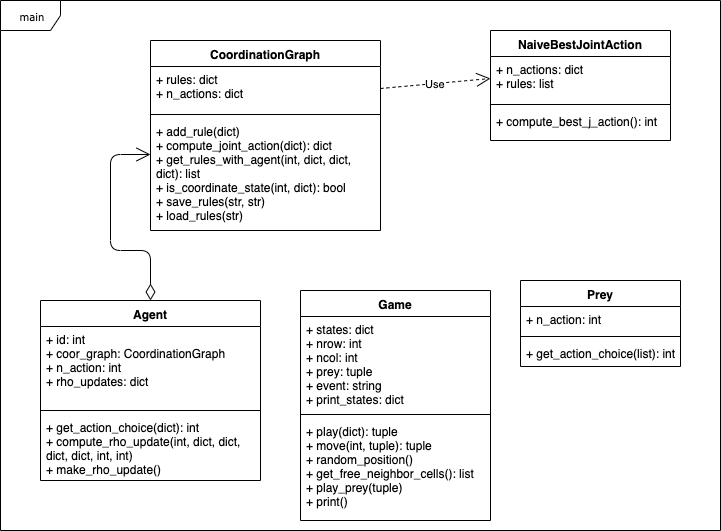 main
CoordinationGraph
+ rules: dict
+ n_actions: dict
+ add_rule(dict)
+ compute_joint_action(dict): dict
+ get_rules_with_agent(int, dict, dict,
dict): list
+ is_coordinate_state(int, dict): bool
+ save_rules(str, str)
+ load_rules(str)
Use
NaiveBestJointAction
+ n_actions: dict
+ rules: list
+ compute_best_j_action(): int
Agent
+ id: int
+ coor_graph: CoordinationGraph
+ n_action: int
+ rho_updates: dict
+ get_action_choice(dict): int
+ compute_rho_update(int, dict, dict,
dict, dict, int, int)
+ make_rho_update()
Game
+ states: dict
+ nrow: int
+ ncol: int
+ prey: tuple
+ event: string
+ print_states: dict
+ play(dict): tuple
+ move(int, tuple): tuple
+ random_position()
+ get_free_neighbor_cells(): list
+ play_prey(tuple)
+ print()
Prey
+ n_action: int
+ get_action_choice(list): int